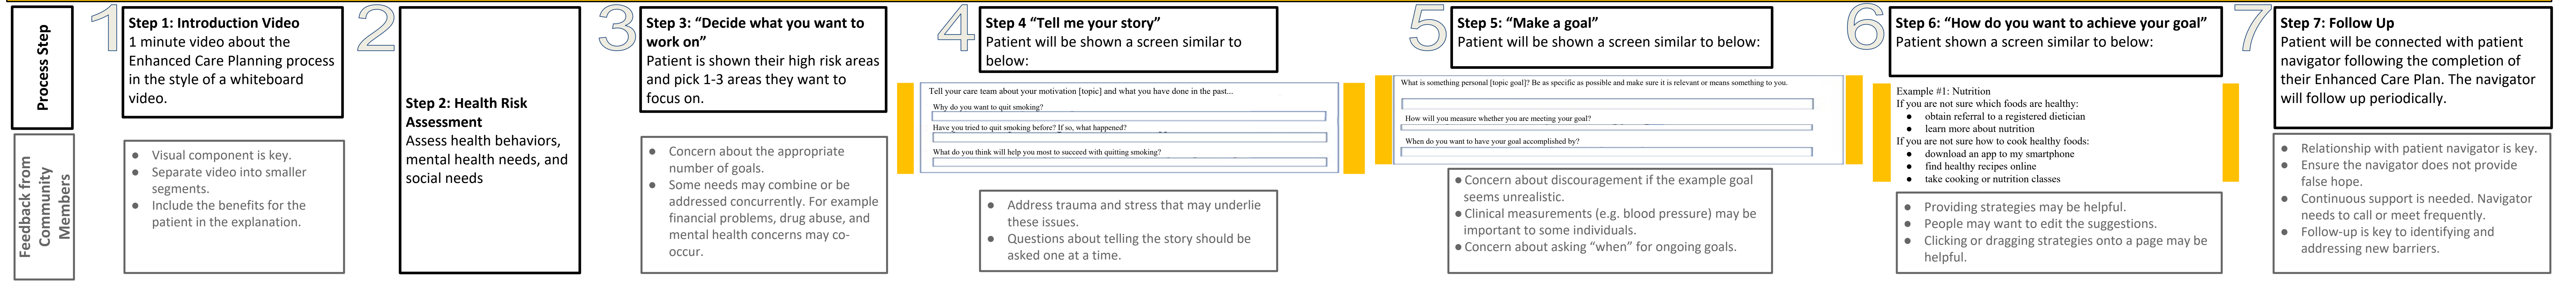 Process Step
Feedback from
Community
Members
1
Step 1: Introduction Video
1 minute video about the
Enhanced Care Planning process
in the style of a whiteboard
video.
● Visual component is key.
● Separate video into smaller
segments.
● Include the benefits for the
patient in the explanation.
2
Step 2: Health Risk
Assessment
Assess health behaviors,
mental health needs, and
social needs
3
Step 3: “Decide what you want to
work on”
Patient is shown their high risk areas
and pick 1-3 areas they want to
focus on.
● Concern about the appropriate
number of goals.
● Some needs may combine or be
addressed concurrently. For example
financial problems, drug abuse, and
mental health concerns may co-
occur.
4
Step 4 “Tell me your story”
Patient will be shown a screen similar to
below:
Tell your care team about your motivation [topic] and what you have done in the past...
Why do you want to quit smoking?
Have you tried to quit smoking before? If so, what happened?
What do you think will help you most to succeed with quitting smoking?
● Address trauma and stress that may underlie
these issues.
● Questions about telling the story should be
asked one at a time.
5
Step 5: “Make a goal”
Patient will be shown a screen similar to below:
What is something personal [topic goal]? Be as specific as possible and make sure it is relevant or means something to you.
How will you measure whether you are meeting your goal?
When do you want to have your goal accomplished by?
● Concern about discouragement if the example goal
seems unrealistic.
● Clinical measurements (e.g. blood pressure) may be
important to some individuals.
● Concern about asking “when” for ongoing goals.
6
Step 6: “How do you want to achieve your goal”
Patient shown a screen similar to below:
Example #1: Nutrition
If you are not sure which foods are healthy:
● obtain referral to a registered dietician
● learn more about nutrition
If you are not sure how to cook healthy foods:
● download an app to my smartphone
● find healthy recipes online
● take cooking or nutrition classes
● Providing strategies may be helpful.
● People may want to edit the suggestions.
● Clicking or dragging strategies onto a page may be
helpful.
7
Step 7: Follow Up
Patient will be connected with patient
navigator following the completion of
their Enhanced Care Plan. The navigator
will follow up periodically.
● Relationship with patient navigator is key.
● Ensure the navigator does not provide
false hope.
● Continuous support is needed. Navigator
needs to call or meet frequently.
● Follow-up is key to identifying and
addressing new barriers.